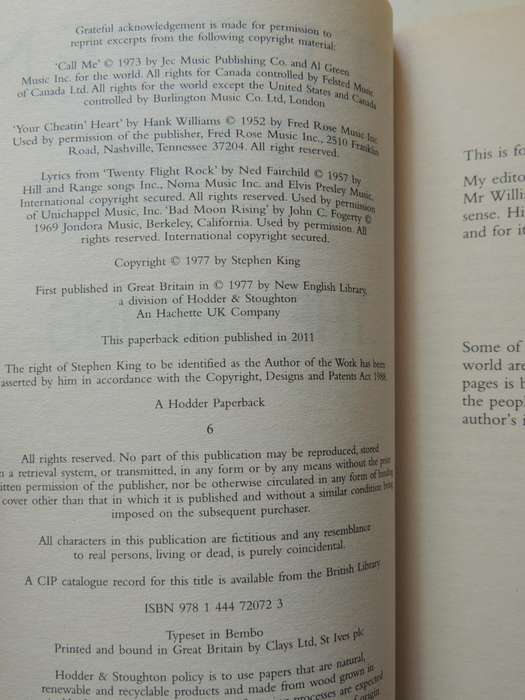 Grateful acknowledgement is made for permission to
reprint excerpts from the following copyright material:
'Call Me' © 1973 by Jec Music Publishing Co. and Al Green
Music Inc. for the world. All rights for Canada controlled by Felsted Music
of Canada Ltd. All rights for the world except the United States and Canada
controlled by Burlington Music Co. Ltd, London
'Your Cheatin' Heart' by Hank Williams © 1952 by Fred Rose Music Inc.
Used by permission of the publisher, Fred Rose Music Inc., 2510 Franklin
Road, Nashville, Tennessee 37204. All right reserved.
Lyrics from 'Twenty Flight Rock' by Ned Fairchild © 1957 by
Hill and Range songs Inc., Noma Music Inc. and Elvis Presley Music,
International copyright secured. All rights reserved. Used by permission
of Unichappel Music, Inc. 'Bad Moon Rising' by John C. Fogerty ©
1969 Jondora Music, Berkeley, California. Used by permission. All
rights reserved. International copyright secured.
Copyright © 1977 by Stephen King
First published in Great Britain in © 1977 by New English Library,
a division of Hodder & Stoughton
An Hachette UK Company
This paperback edition published in 2011
The right of Stephen King to be identified as the Author of the Work has been
asserted by him in accordance with the Copyright, Designs and Patents Act 1988.
A Hodder Paperback
6
All rights reserved. No part of this publication may be reproduced, stored
in a retrieval system, or transmitted, in any form or by any means without the prior
written permission of the publisher, nor be otherwise circulated in any form of binding
cover other than that in which it is published and without a similar condition being
imposed on the subsequent purchaser.
All characters in this publication are fictitious and any resemblance
to real persons, living or dead, is purely coincidental.
A CIP catalogue record for this title is available from the British Library
ISBN 978 1 444 72072 3
Typeset in Bembo
Printed and bound in Great Britain by Clays Ltd, St Ives plc
Hodder & Stoughton policy is to use papers that are natural,
renewable and recyclable products and made from wood grown in
processes are expected
of origin
This is fo
My edito
Mr Willi
sense. Hi
and for it
Some of
world are
pages is
the peop
author's